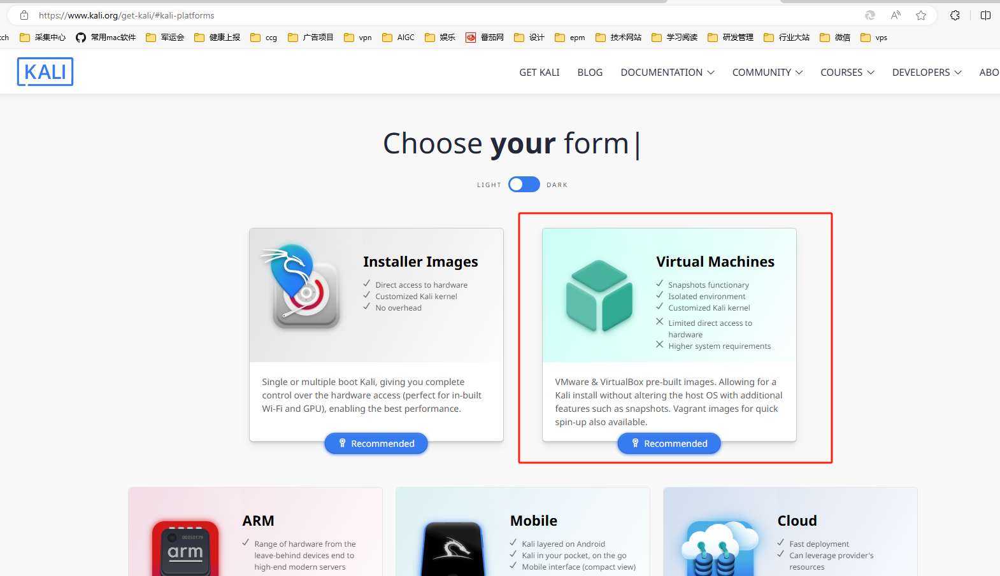 https://www.kali.org/get-kali/#kali-platforms
ch 采集中心 常用mac软件 军运会 健康上报 ccg 广告项目 vpn AIGC 娱乐 番茄网 设计 epm 技术网站 学习阅读 研发管理 行业大站 微信 vps
KALI GET KALI BLOG DOCUMENTATION COMMUNITY COURSES DEVELOPERS ABO
Choose your form|
LIGHT DARK
Installer Images
✓ Direct access to hardware
✓ Customized Kali kernel
✓ No overhead
Single or multiple boot Kali, giving you complete
control over the hardware access (perfect for in-built
Wi-Fi and GPU), enabling the best performance.
Recommended
Virtual Machines
✓ Snapshots functionary
✓ Isolated environment
✓ Customized Kali kernel
✕ Limited direct access to
hardware
✕ Higher system requirements
VMware & VirtualBox pre-built images. Allowing for a
Kali install without altering the host OS with additional
features such as snapshots. Vagrant images for quick
spin-up also available.
Recommended
ARM
00350179
arm
✓ Range of hardware from the
leave-behind devices end to
high-end modern servers
Mobile
✓ Kali layered on Android
✓ Kali in your pocket, on the go
✓ Mobile interface (compact view)
Cloud
✓ Fast deployment
✓ Can leverage provider's
resources